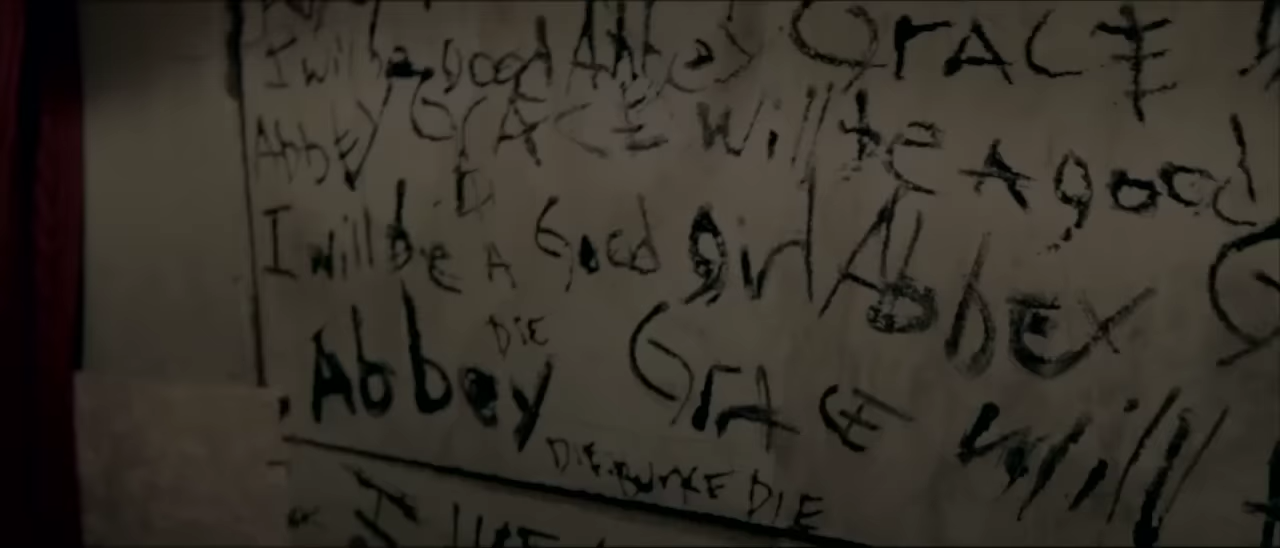 I will be good Abbey GrACE
Abbey GrACE will be A good
I will be A Good girl Abbey G
DIE
Abbey GrACE will
DIE BURKE DIE